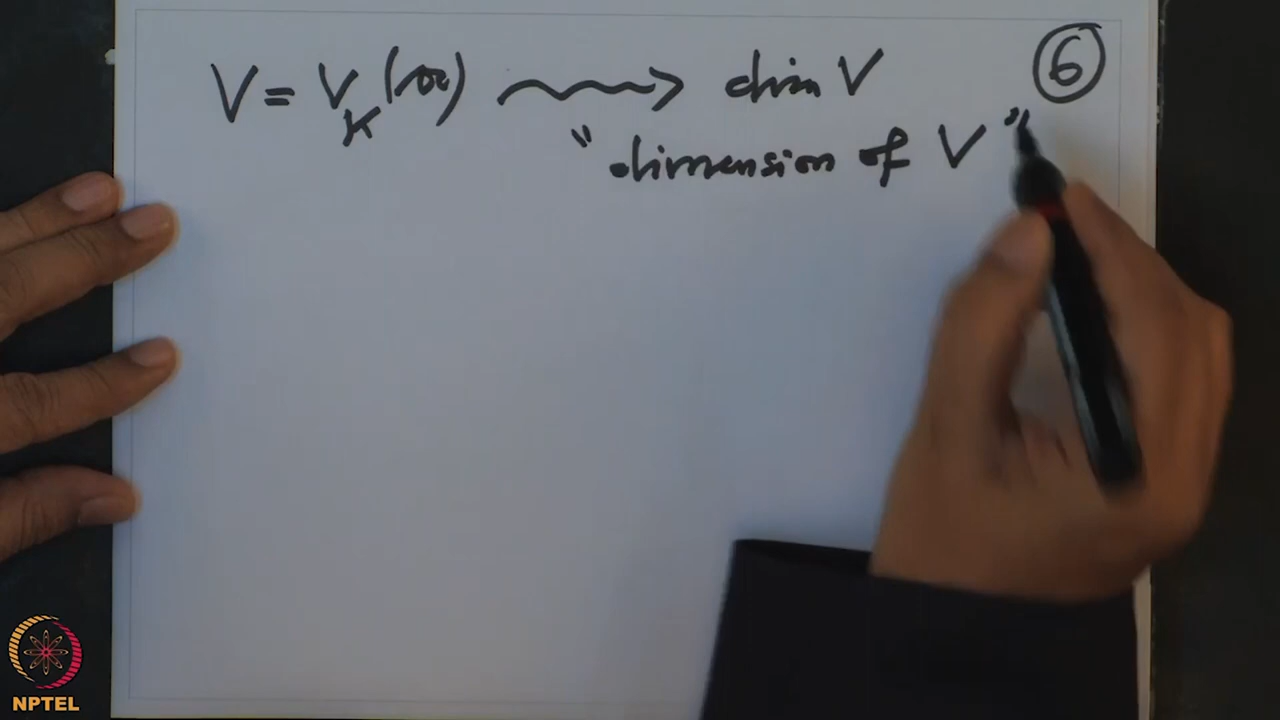 V = V_K(𝔞) ⇝ dim V
"dimension of V"
6
NPTEL